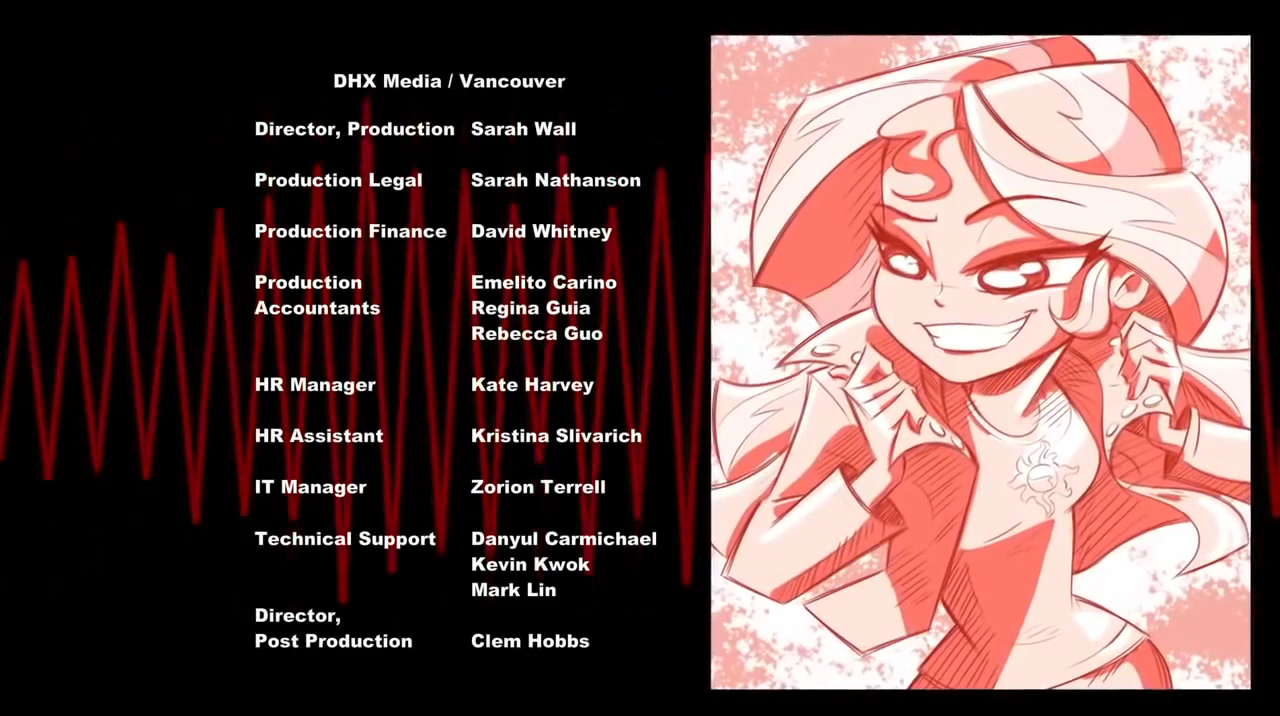 DHX Media / Vancouver
Director, Production Sarah Wall
Production Legal Sarah Nathanson
Production Finance David Whitney
Production Emelito Carino
Accountants Regina Guia
Rebecca Guo
HR Manager Kate Harvey
HR Assistant Kristina Slivarich
IT Manager Zorion Terrell
Technical Support Danyul Carmichael
Kevin Kwok
Mark Lin
Director,
Post Production Clem Hobbs